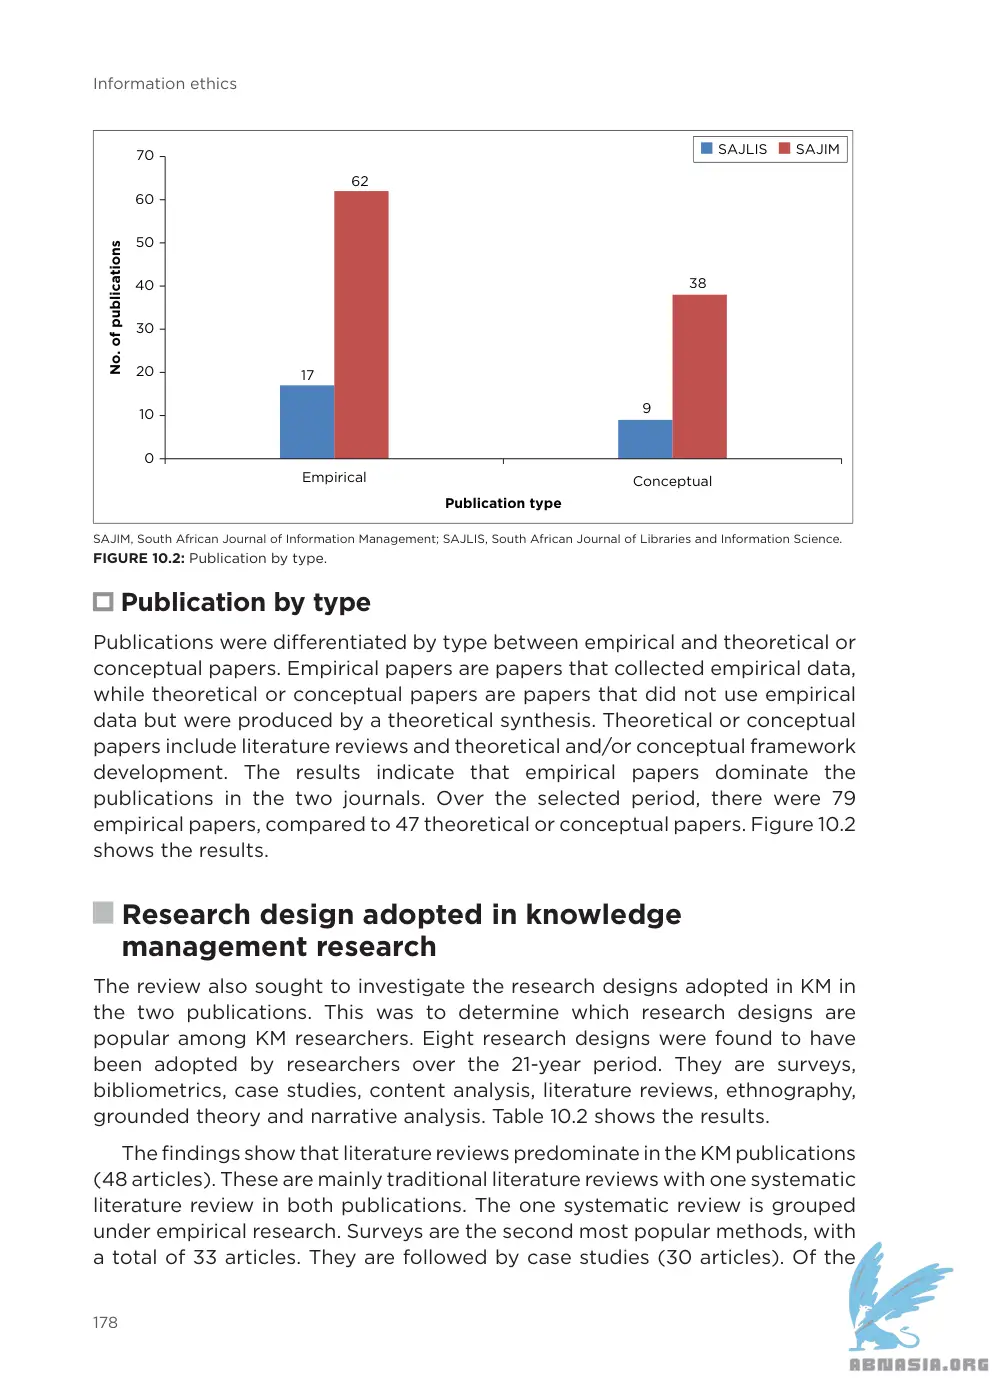 Information ethics
SAJLIS SAJIM
70
60
50
40
30
20
10
0
No. of publications
62
17
38
9
Empirical
Conceptual
Publication type
SAJIM, South African Journal of Information Management; SAJLIS, South African Journal of Libraries and Information Science.
FIGURE 10.2: Publication by type.
Publication by type
Publications were differentiated by type between empirical and theoretical or
conceptual papers. Empirical papers are papers that collected empirical data,
while theoretical or conceptual papers are papers that did not use empirical
data but were produced by a theoretical synthesis. Theoretical or conceptual
papers include literature reviews and theoretical and/or conceptual framework
development. The results indicate that empirical papers dominate the
publications in the two journals. Over the selected period, there were 79
empirical papers, compared to 47 theoretical or conceptual papers. Figure 10.2
shows the results.
Research design adopted in knowledge
management research
The review also sought to investigate the research designs adopted in KM in
the two publications. This was to determine which research designs are
popular among KM researchers. Eight research designs were found to have
been adopted by researchers over the 21-year period. They are surveys,
bibliometrics, case studies, content analysis, literature reviews, ethnography,
grounded theory and narrative analysis. Table 10.2 shows the results.
The findings show that literature reviews predominate in the KM publications
(48 articles). These are mainly traditional literature reviews with one systematic
literature review in both publications. The one systematic review is grouped
under empirical research. Surveys are the second most popular methods, with
a total of 33 articles. They are followed by case studies (30 articles). Of the
178
ABNASIA.ORG